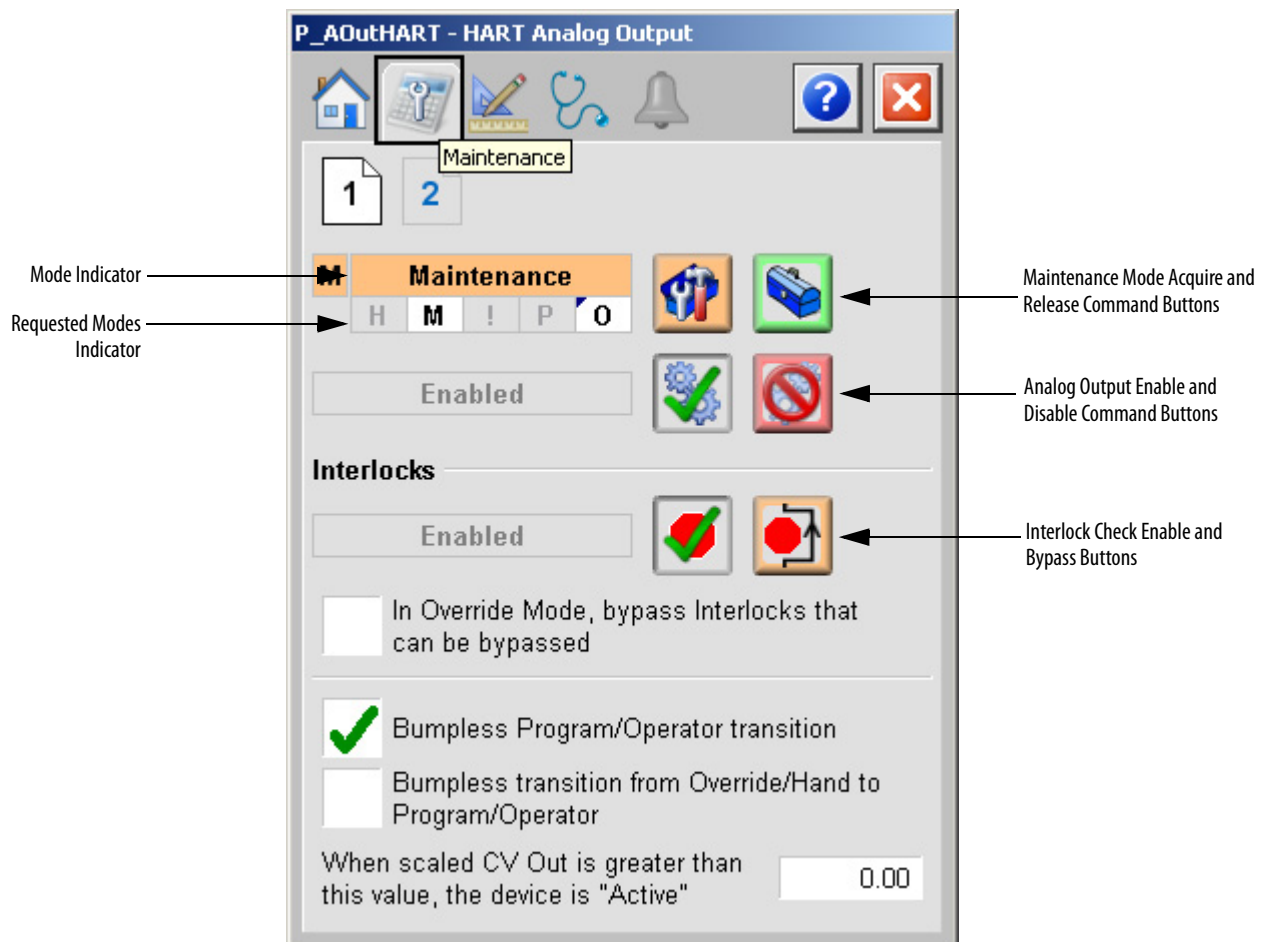 P_AOutHART - HART Analog Output
?
Maintenance
1
2
Mode Indicator
M
Maintenance
Maintenance Mode Acquire and
Release Command Buttons
Requested Modes
Indicator
H M ! P O
Enabled
Analog Output Enable and
Disable Command Buttons
Interlocks
Enabled
Interlock Check Enable and
Bypass Buttons
In Override Mode, bypass Interlocks that
can be bypassed
Bumpless Program/Operator transition
Bumpless transition from Override/Hand to
Program/Operator
When scaled CV Out is greater than
this value, the device is "Active"
0.00